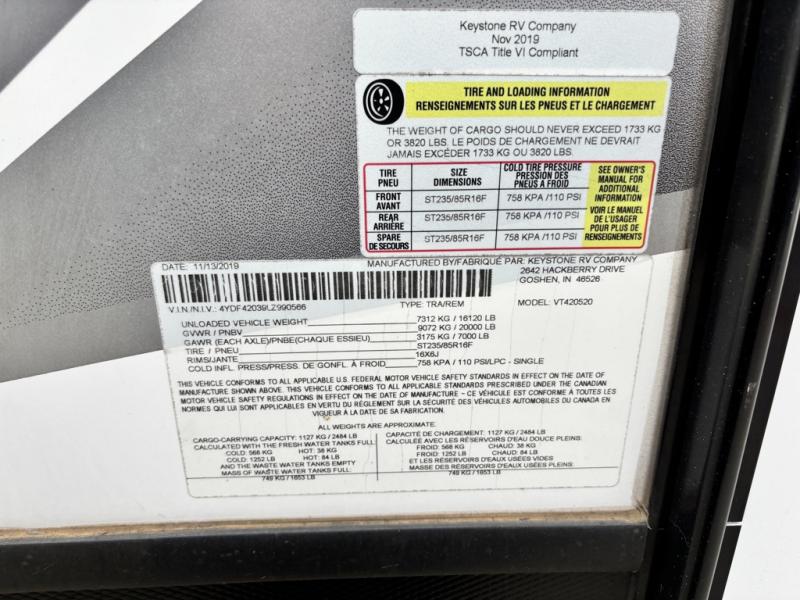 Keystone RV Company
Nov 2019
TSCA Title VI Compliant
TIRE AND LOADING INFORMATION
RENSEIGNEMENTS SUR LES PNEUS ET LE CHARGEMENT
THE WEIGHT OF CARGO SHOULD NEVER EXCEED 1733 KG
OR 3820 LBS. LE POIDS DE CHARGEMENT NE DEVRAIT
JAMAIS EXCÉDER 1733 KG OU 3820 LBS.
TIRE
PNEU
SIZE
DIMENSIONS
COLD TIRE PRESSURE
PRESSION DES
PNEUS A FROID
SEE OWNER'S
MANUAL FOR
ADDITIONAL
INFORMATION
VOIR LE MANUEL
DE L'USAGER
POUR PLUS DE
RENSEIGNEMENTS
FRONT
AVANT
ST235/85R16F
758 KPA /110 PSI
REAR
ARRIÈRE
ST235/85R16F
758 KPA /110 PSI
SPARE
DE SECOURS
ST235/85R16F
758 KPA /110 PSI
DATE: 11/13/2019
MANUFACTURED BY/FABRIQUÉ PAR: KEYSTONE RV COMPANY
2642 HACKBERRY DRIVE
GOSHEN, IN 46526
V.I.N./N.I.V.: 4YDF42039LZ990566
TYPE: TRA/REM
MODEL: VT420520
UNLOADED VEHICLE WEIGHT 7312 KG / 16120 LB
GVWR / PNBV 9072 KG / 20000 LB
GAWR (EACH AXLE)/PNBE(CHAQUE ESSIEU) 3175 KG / 7000 LB
TIRE / PNEU ST235/85R16F
RIMS/JANTE 16X6J
COLD INFL. PRESS/PRESS. DE GONFL. À FROID 758 KPA / 110 PSI/LPC - SINGLE
THIS VEHICLE CONFORMS TO ALL APPLICABLE U.S. FEDERAL MOTOR VEHICLE SAFETY STANDARDS IN EFFECT ON THE DATE OF
MANUFACTURE SHOWN ABOVE. THIS VEHICLE CONFORMS TO ALL APPLICABLE STANDARDS PRESCRIBED UNDER THE CANADIAN
MOTOR VEHICLE SAFETY REGULATIONS IN EFFECT ON THE DATE OF MANUFACTURE – CE VÉHICULE EST CONFORME À TOUTES LES
NORMES QUI LUI SONT APPLICABLES EN VERTU DU RÉGLEMENT SUR LA SÉCURITÉ DES VÉHICULES AUTOMOBILES DU CANADA EN
VIGUEUR À LA DATE DE SA FABRICATION.
ALL WEIGHTS ARE APPROXIMATE.
CARGO-CARRYING CAPACITY: 1127 KG / 2484 LB
CALCULATED WITH THE FRESH WATER TANKS FULL:
COLD: 568 KG HOT: 38 KG
COLD: 1252 LB HOT: 84 LB
AND THE WASTE WATER TANKS EMPTY
MASS OF WASTE WATER TANKS FULL:
749 KG / 1653 LB
CAPACITÉ DE CHARGEMENT: 1127 KG / 2484 LB
CALCULÉE AVEC LES RÉSERVOIRS D'EAU DOUCE PLEINS:
FROID: 568 KG CHAUD: 38 KG
FROID: 1252 LB CHAUD: 84 LB
ET LES RÉSERVOIRS D'EAUX USÉES VIDES
MASSE DES RÉSERVOIRS D'EAUX USÉES PLEINS:
749 KG / 1653 LB